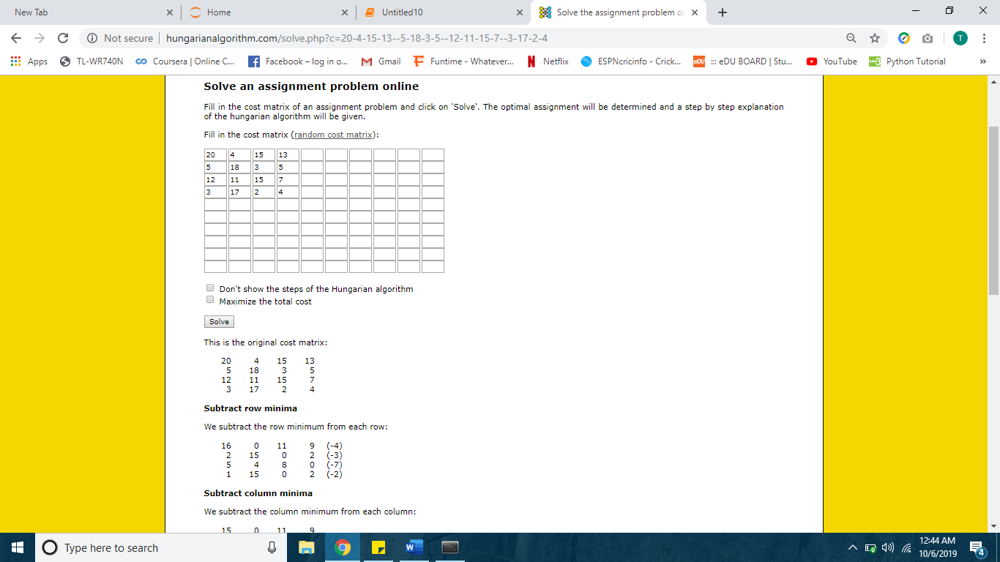 New Tab
Home
Untitled10
Solve the assignment problem o
Not secure | hungarianalgorithm.com/solve.php?c=20-4-15-13--5-18-3-5--12-11-15-7--3-17-2-4
T
Apps TL-WR740N Coursera | Online C... Facebook – log in o... Gmail Funtime - Whatever... Netflix ESPNcricinfo - Crick... eDU ::: eDU BOARD | Stu... YouTube Python Tutorial »
Solve an assignment problem online
Fill in the cost matrix of an assignment problem and click on 'Solve'. The optimal assignment will be determined and a step by step explanation
of the hungarian algorithm will be given.
Fill in the cost matrix (random cost matrix):
20 4 15 13
5 18 3 5
12 11 15 7
3 17 2 4
Don't show the steps of the Hungarian algorithm
Maximize the total cost
Solve
This is the original cost matrix:
20 4 15 13
5 18 3 5
12 11 15 7
3 17 2 4
Subtract row minima
We subtract the row minimum from each row:
16 0 11 9 (-4)
2 15 0 2 (-3)
5 4 8 0 (-7)
1 15 0 2 (-2)
Subtract column minima
We subtract the column minimum from each column:
15 0 11 9
Type here to search
12:44 AM
10/6/2019
4